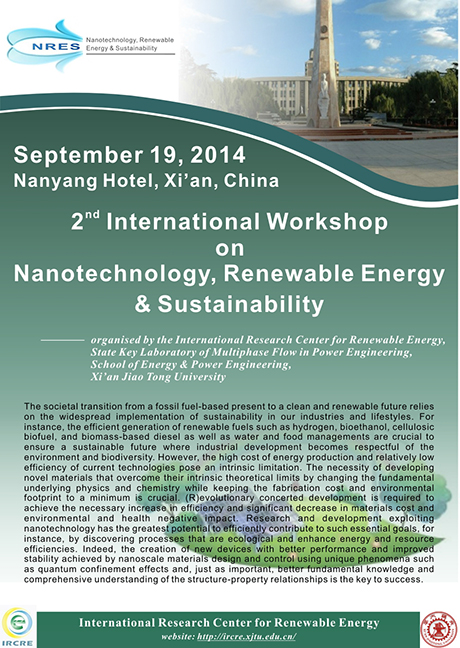 NRES
Nanotechnology, Renewable
Energy & Sustainability
September 19, 2014
Nanyang Hotel, Xi'an, China
2nd International Workshop
on
Nanotechnology, Renewable Energy
& Sustainability
organised by the International Research Center for Renewable Energy,
State Key Laboratory of Multiphase Flow in Power Engineering,
School of Energy & Power Engineering,
Xi'an Jiao Tong University
The societal transition from a fossil fuel-based present to a clean and renewable future relies
on the widespread implementation of sustainability in our industries and lifestyles. For
instance, the efficient generation of renewable fuels such as hydrogen, bioethanol, cellulosic
biofuel, and biomass-based diesel as well as water and food managements are crucial to
ensure a sustainable future where industrial development becomes respectful of the
environment and biodiversity. However, the high cost of energy production and relatively low
efficiency of current technologies pose an intrinsic limitation. The necessity of developing
novel materials that overcome their intrinsic theoretical limits by changing the fundamental
underlying physics and chemistry while keeping the fabrication cost and environmental
footprint to a minimum is crucial. (R)evolutionary concept development is required to
achieve the necessary increase in efficiency and significant decrease in materials cost and
environmental and health negative impact. Research and development exploiting
nanotechnology has the greatest potential to efficiently contribute to such essential goals, for
instance, by discovering processes that are ecological and enhance energy and resource
efficiencies. Indeed, the creation of new devices with better performance and improved
stability achieved by nanoscale materials design and control using unique phenomena such
as quantum confinement effects and, just as important, better fundamental knowledge and
comprehensive understanding of the structure-property relationships is the key to success.
IRCRE
International Research Center for Renewable Energy
website: http://ircre.xjtu.edu.cn/